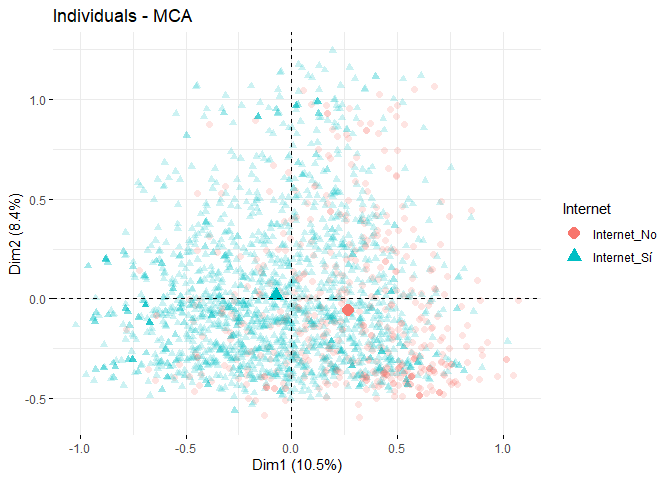 Individuals - MCA
1.0
0.5
0.0
-0.5
Dim2 (8.4%)
-1.0
-0.5
0.0
0.5
1.0
Dim1 (10.5%)
Internet
Internet_No
Internet_Sí